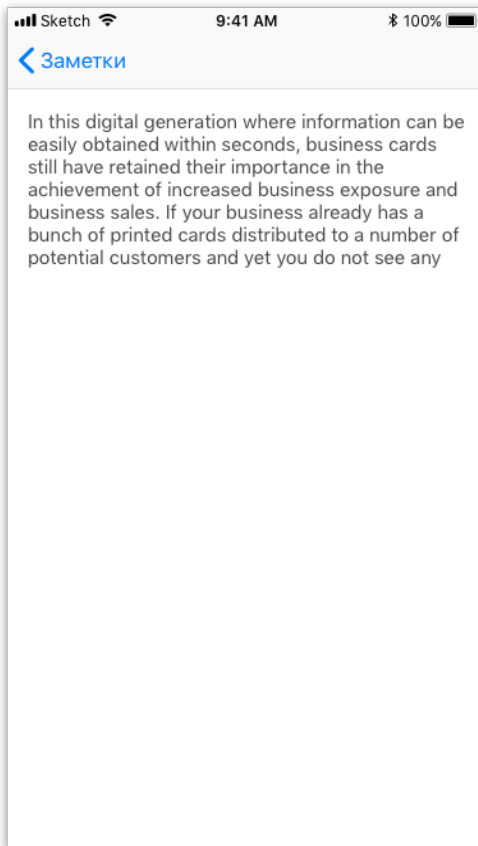 Sketch 9:41 AM 100%
Заметки
In this digital generation where information can be
easily obtained within seconds, business cards
still have retained their importance in the
achievement of increased business exposure and
business sales. If your business already has a
bunch of printed cards distributed to a number of
potential customers and yet you do not see any